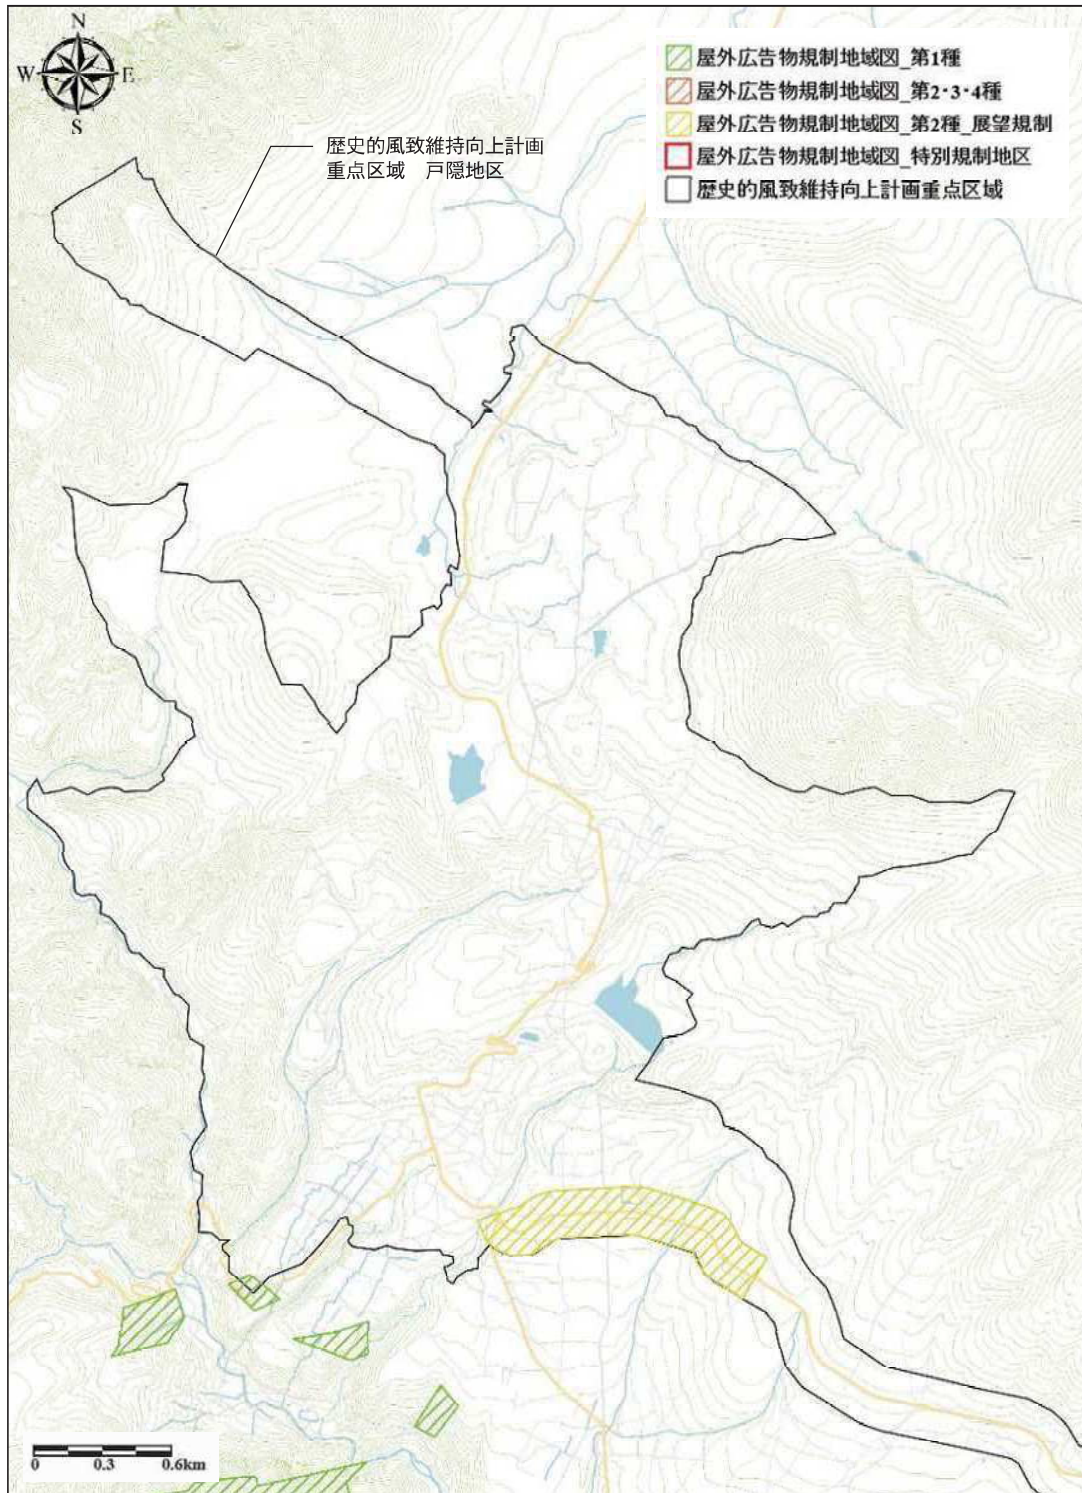 N
W
E
S
屋外広告物規制地域図_第1種
屋外広告物規制地域図_第2・3・4種
屋外広告物規制地域図_第2種_展望規制
屋外広告物規制地域図_特別規制地区
歴史的風致維持向上計画重点区域
歴史的風致維持向上計画
重点区域　戸隠地区
0 0.3 0.6km